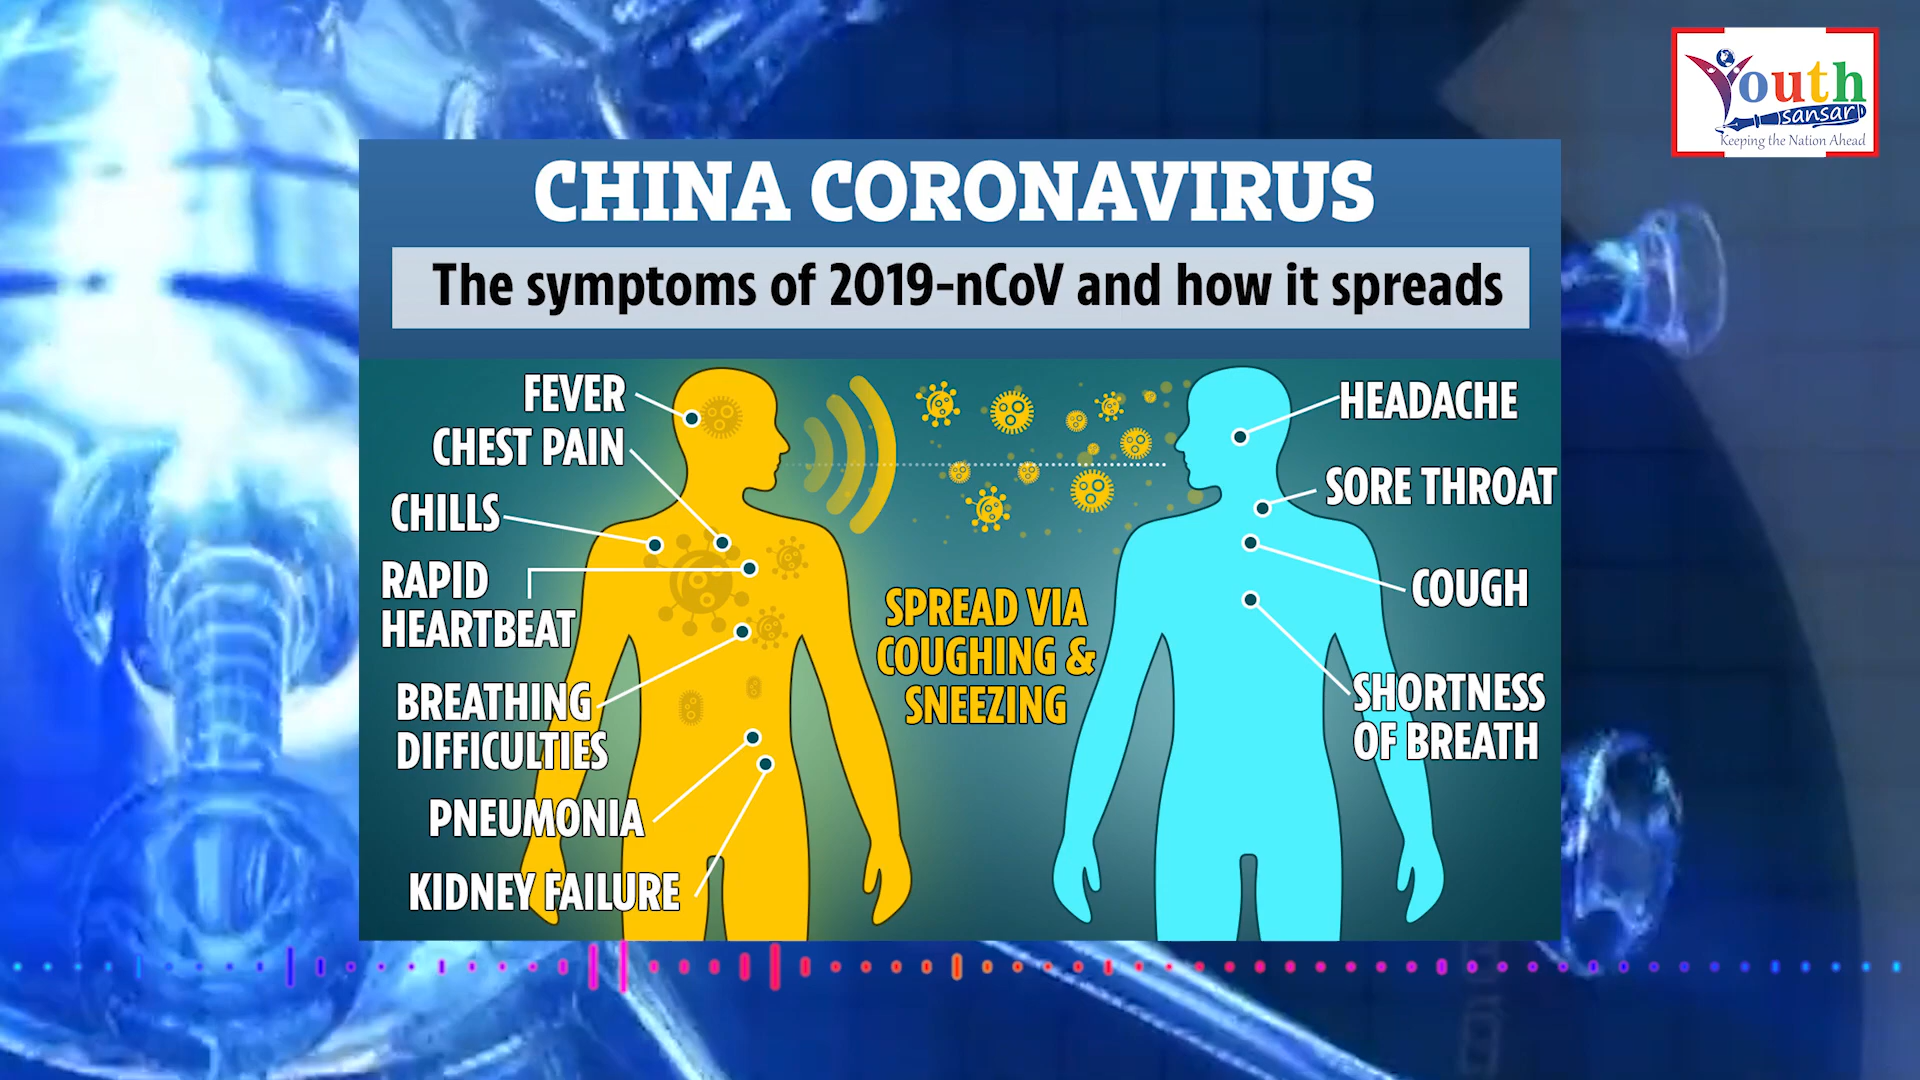 Youth
sansar
Keeping the Nation Ahead
CHINA CORONAVIRUS
The symptoms of 2019-nCoV and how it spreads
FEVER
CHEST PAIN
CHILLS
RAPID
HEARTBEAT
BREATHING
DIFFICULTIES
PNEUMONIA
KIDNEY FAILURE
SPREAD VIA
COUGHING &
SNEEZING
HEADACHE
SORE THROAT
COUGH
SHORTNESS
OF BREATH